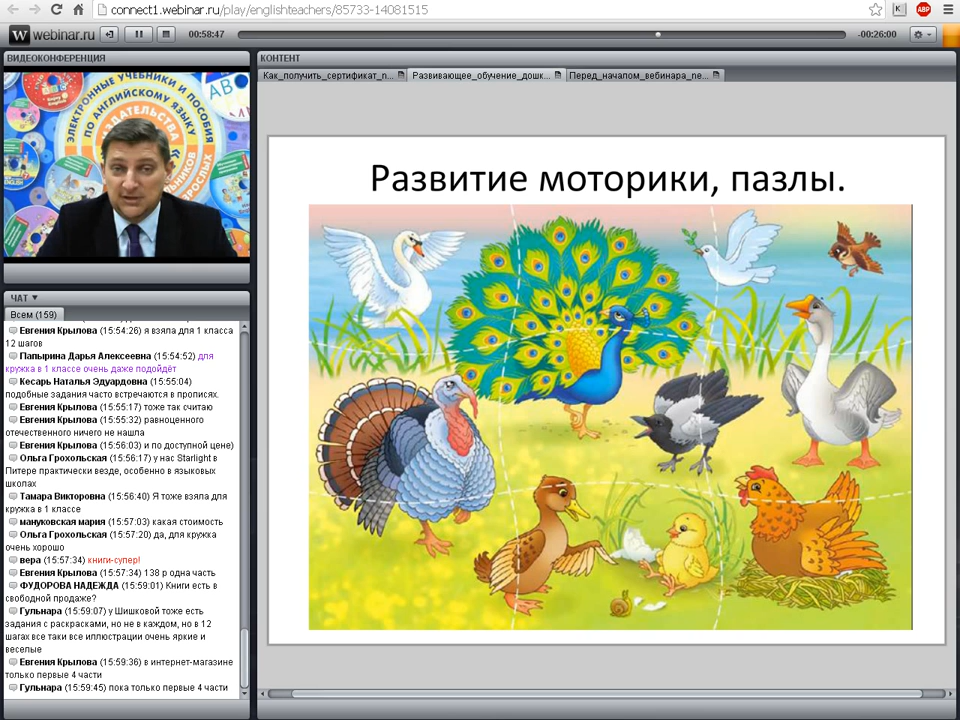 connect1.webinar.ru/play/englishteachers/85733-14081515
webinar.ru
00:58:47
-00:26:00
ВИДЕОКОНФЕРЕНЦИЯ
КОНТЕНТ
Как_получить_сертификат_п...
Развивающее_обучение_дошк...
Перед_началом_вебинара_пе...
ЭЛЕКТРОННЫЕ УЧЕБНИКИ И ПОСОБИЯ
ПО АНГЛИЙСКОМУ ЯЗЫКУ
ИЗДАТЕЛЬСТВА
Развитие моторики, пазлы.
ЧАТ
Всем (159)
Евгения Крылова (15:54:26) я взяла для 1 класса
12 шагов
Папырина Дарья Алексеевна (15:54:52) для
кружка в 1 классе очень даже подойдёт
Кесарь Наталья Эдуардовна (15:55:04)
подобные задания часто встречаются в прописях.
Евгения Крылова (15:55:17) тоже так считаю
Евгения Крылова (15:55:32) равноценного
отечественного ничего не нашла
Евгения Крылова (15:56:03) и по доступной цене)
Ольга Грохольская (15:56:17) у нас Starlight в
Питере практически везде, особенно в языковых
школах
Тамара Викторовна (15:56:40) Я тоже взяла для
кружка в 1 классе
мануковская мария (15:57:03) какая стоимость
Ольга Грохольская (15:57:20) да, для кружка
очень хорошо
вера (15:57:34) книги-супер!
Евгения Крылова (15:57:34) 138 р одна часть
ФУДОРОВА НАДЕЖДА (15:59:01) Книги есть в
свободной продаже?
Гульнара (15:59:07) у Шишковой тоже есть
задания с раскрасками, но не в каждом, но в 12
шагах все таки все иллюстрации очень яркие и
веселые
Евгения Крылова (15:59:36) в интернет-магазине
только первые 4 части
Гульнара (15:59:45) пока только первые 4 части